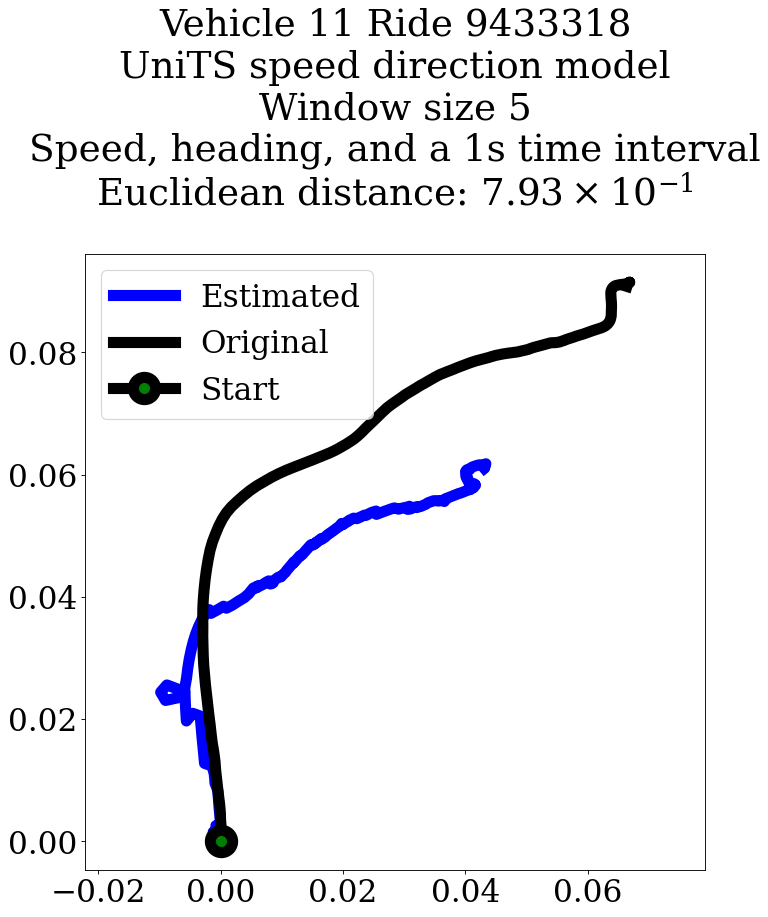 Vehicle 11 Ride 9433318
UniTS speed direction model
Window size 5
Speed, heading, and a 1s time interval
Euclidean distance: 7.93 × 10⁻¹
Estimated
Original
Start
0.08
0.06
0.04
0.02
0.00
−0.02 0.00 0.02 0.04 0.06